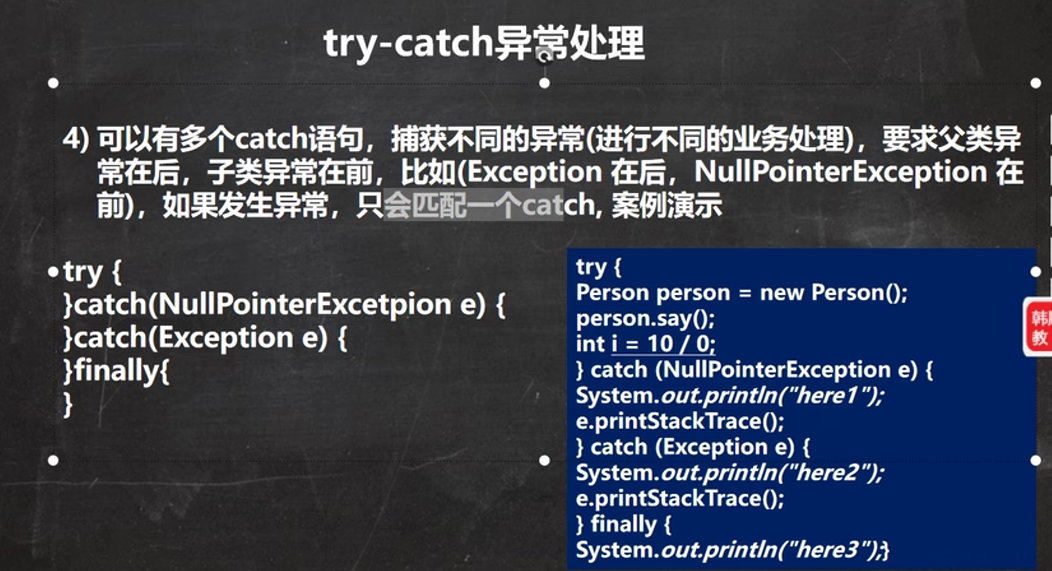 try-catch异常处理
4) 可以有多个catch语句，捕获不同的异常(进行不同的业务处理)，要求父类异
常在后，子类异常在前，比如(Exception 在后，NullPointerException 在
前)，如果发生异常，只会匹配一个catch, 案例演示
try {
}catch(NullPointerExcetpion e) {
}catch(Exception e) {
}finally{
}
try {
Person person = new Person();
person.say();
int i = 10 / 0;
} catch (NullPointerException e) {
System.out.println("here1");
e.printStackTrace();
} catch (Exception e) {
System.out.println("here2");
e.printStackTrace();
} finally {
System.out.println("here3");}
教